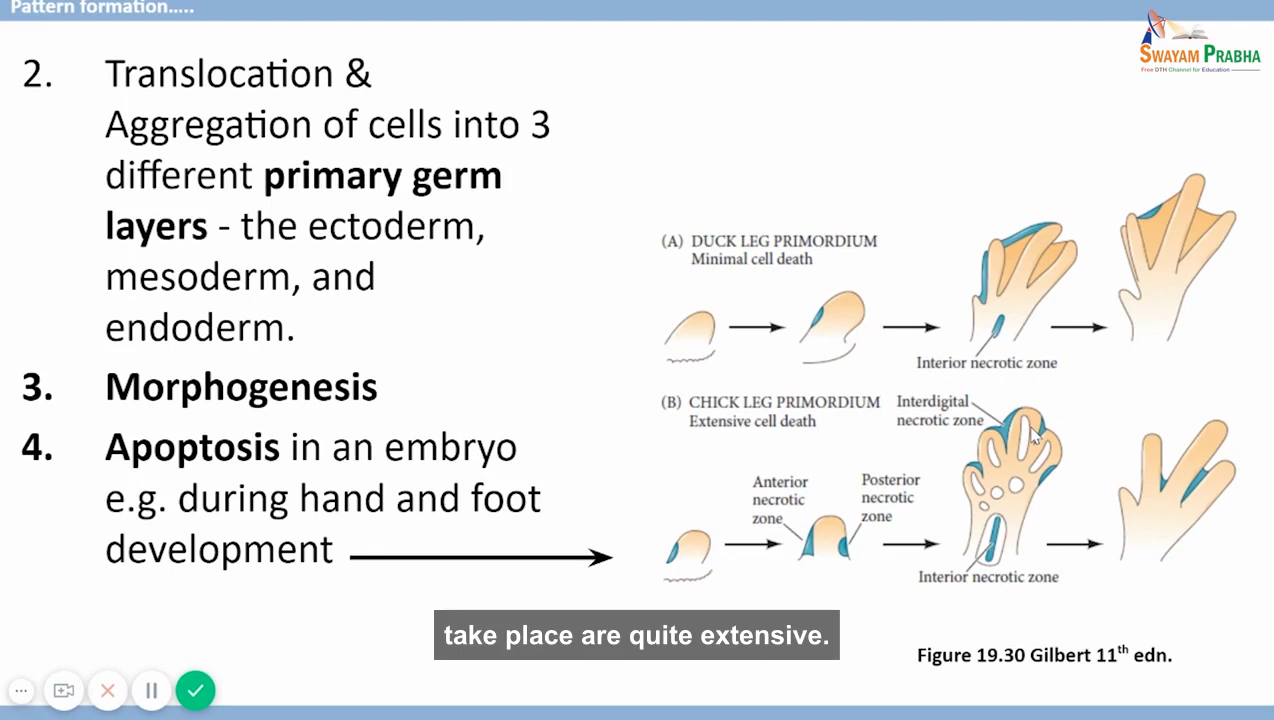 Pattern formation.....
SWAYAM PRABHA
Free DTH Channel for Education
2. Translocation &
Aggregation of cells into 3
different primary germ
layers - the ectoderm,
mesoderm, and
endoderm.
3. Morphogenesis
4. Apoptosis in an embryo
e.g. during hand and foot
development
(A) DUCK LEG PRIMORDIUM
Minimal cell death
Interior necrotic zone
(B) CHICK LEG PRIMORDIUM
Extensive cell death
Interdigital
necrotic zone
Anterior
necrotic
zone
Posterior
necrotic
zone
Interior necrotic zone
take place are quite extensive.
Figure 19.30 Gilbert 11th edn.